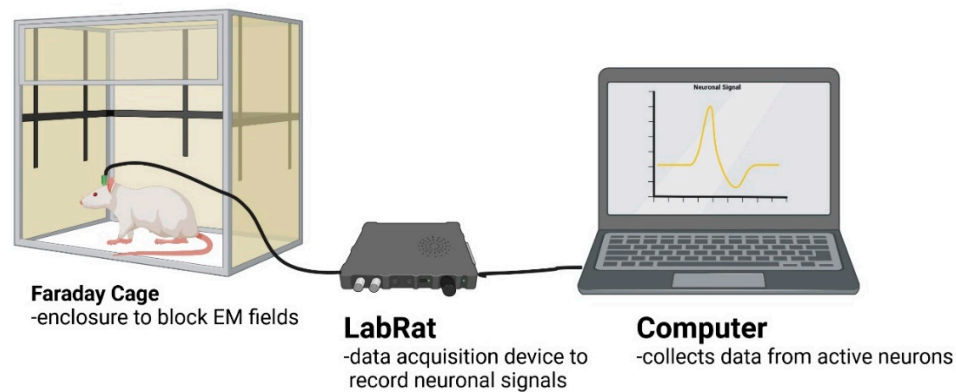 Neuronal Signal
Faraday Cage
-enclosure to block EM fields
LabRat
-data acquisition device to
record neuronal signals
Computer
-collects data from active neurons